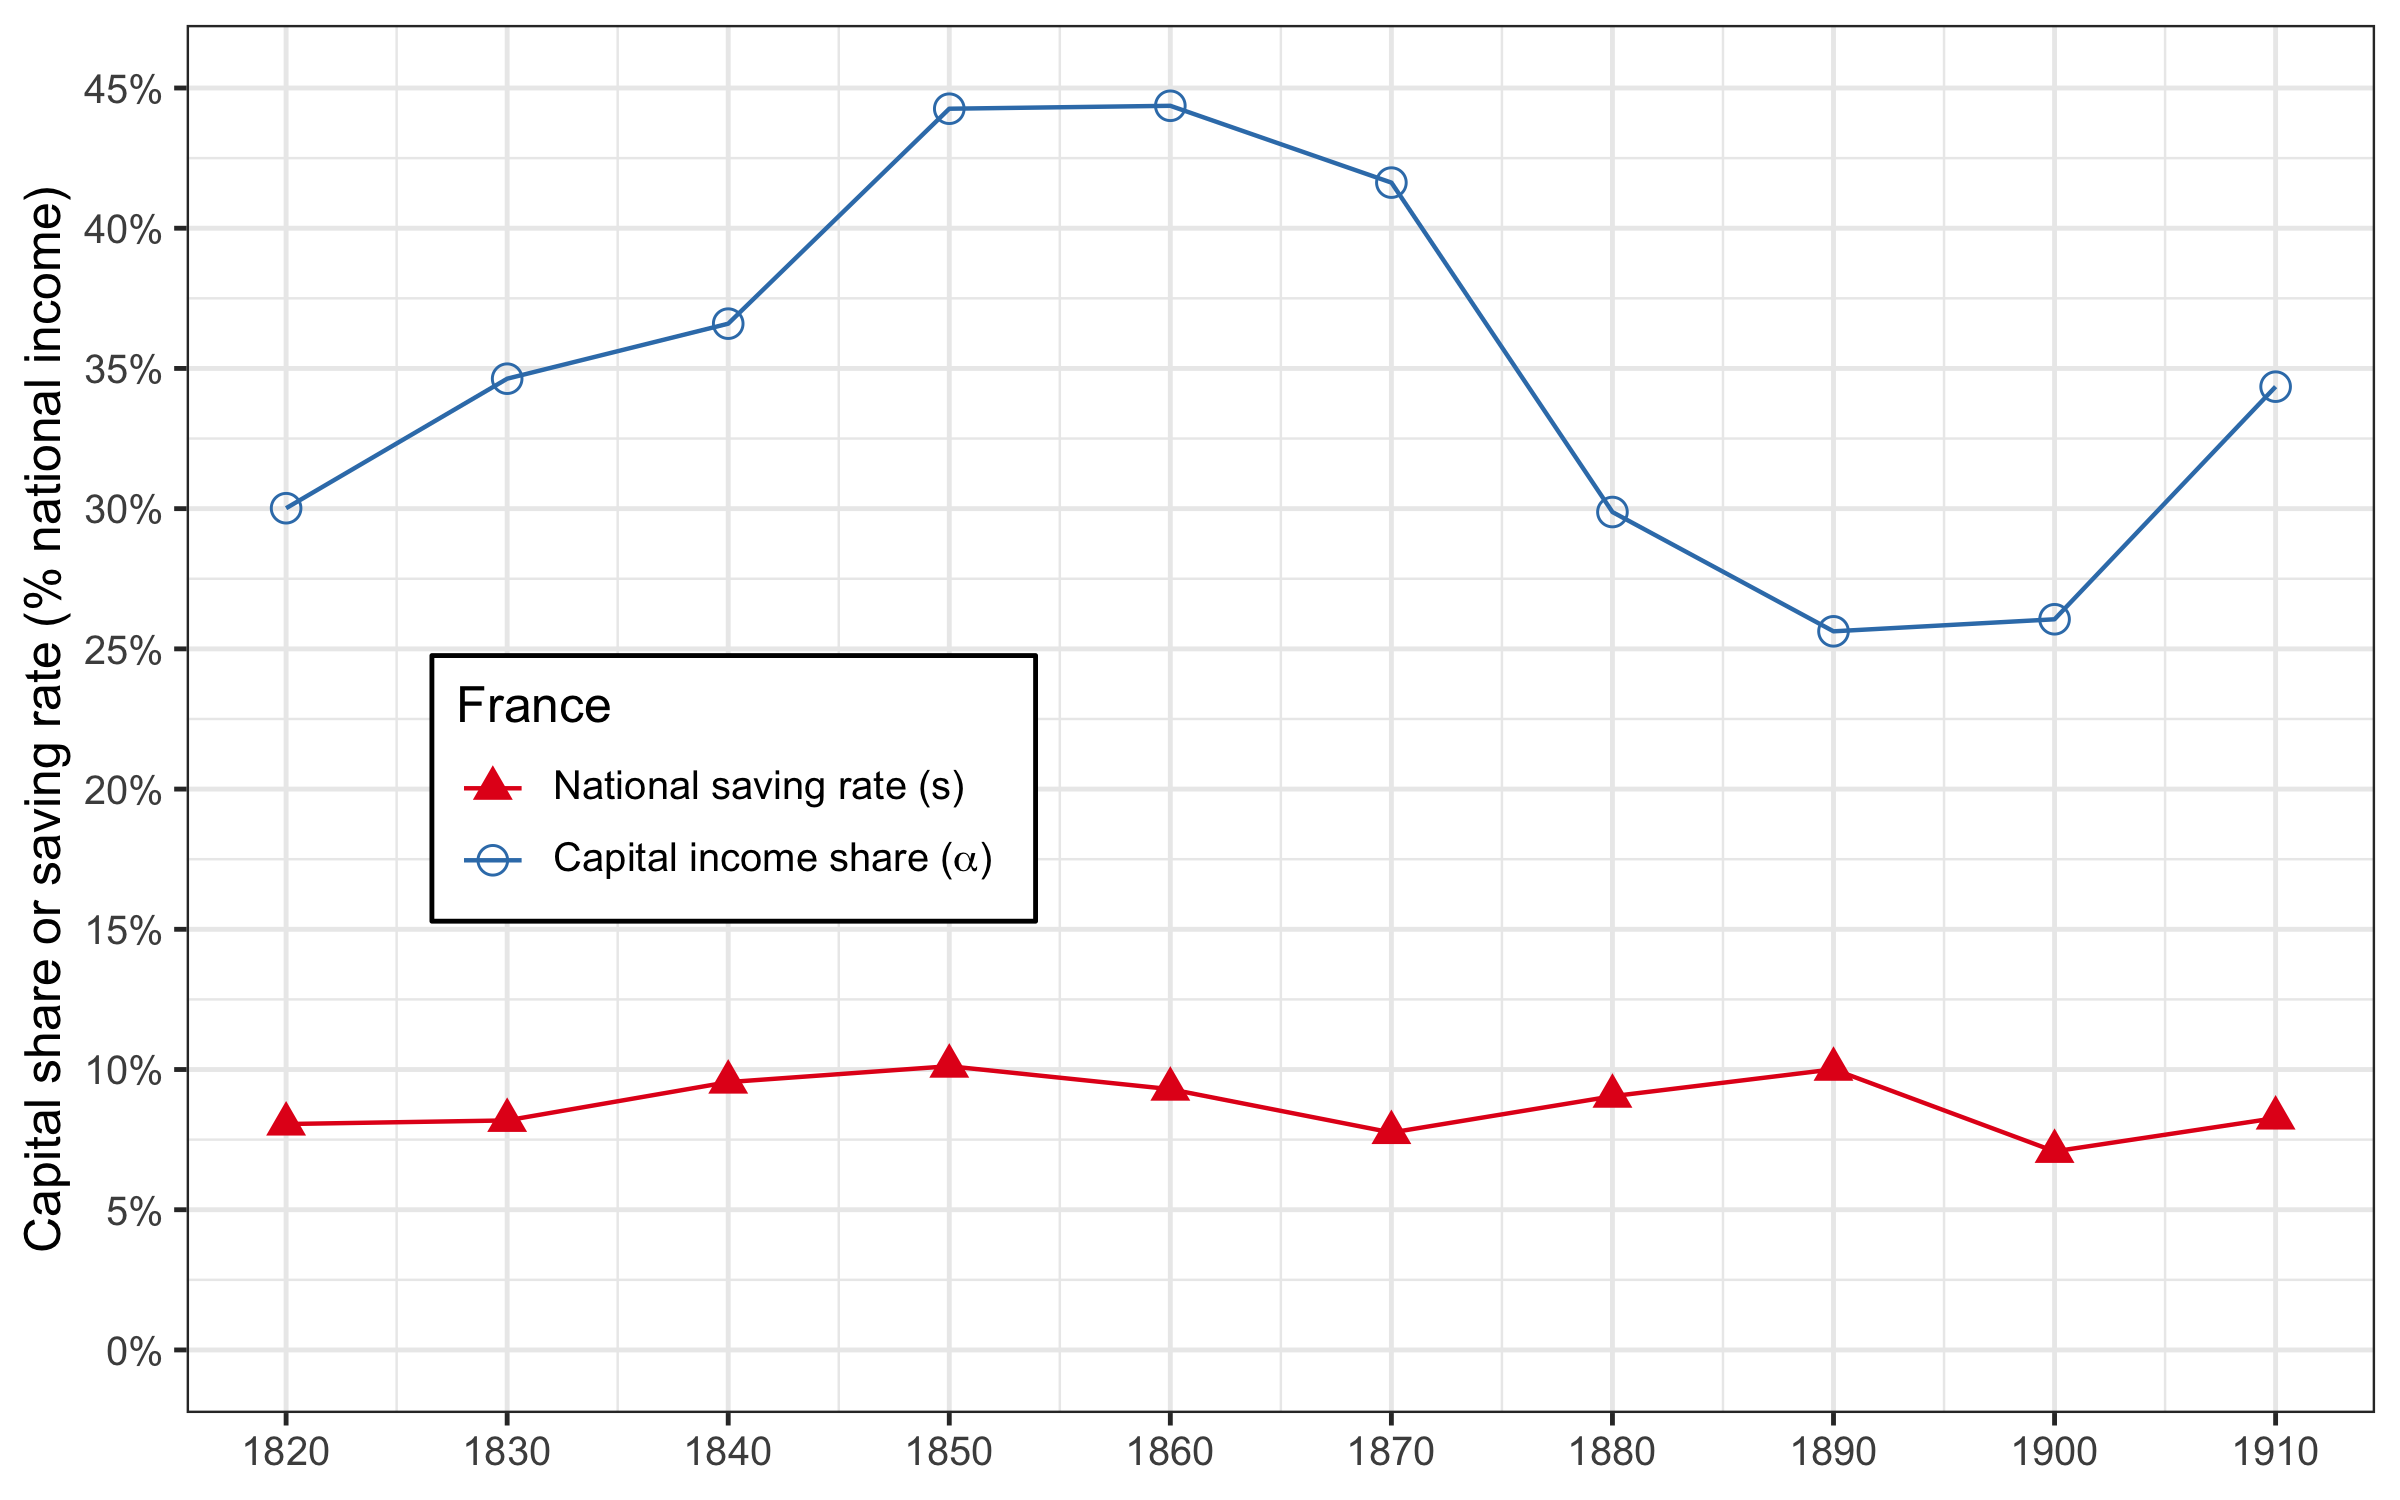 Capital share or saving rate (% national income)
45%
40%
35%
30%
25%
20%
15%
10%
5%
0%
France
National saving rate (s)
Capital income share (α)
1820 1830 1840 1850 1860 1870 1880 1890 1900 1910